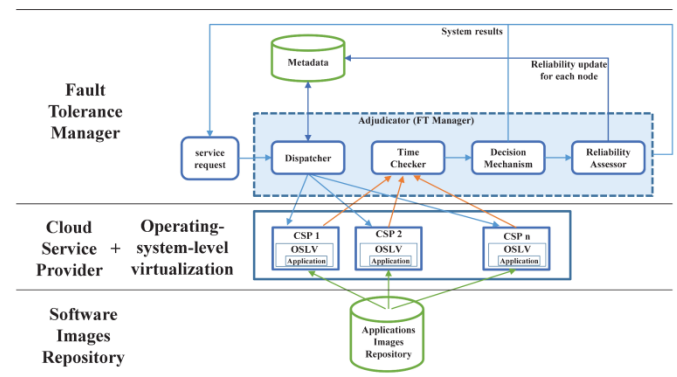 System results
Metadata
Reliability update
for each node
Fault
Tolerance
Manager
Adjudicator (FT Manager)
service
request
Dispatcher
Time
Checker
Decision
Mechanism
Reliability
Assessor
Cloud
Service
Provider
+
Operating-
system-level
virtualization
CSP 1
OSLV
Application
CSP 2
OSLV
Application
CSP n
OSLV
Application
Software
Images
Repository
Applications
Images
Repository